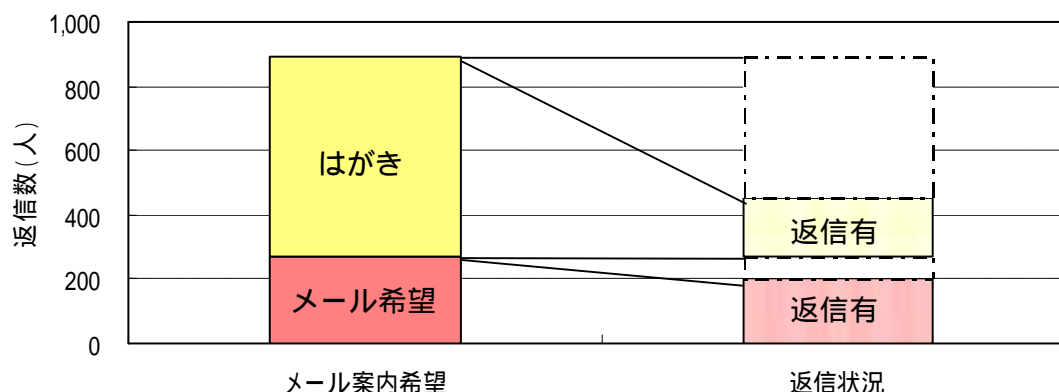 1,000
800
600
400
200
0
返信数(人)
はがき
メール希望
返信有
返信有
メール案内希望
返信状況